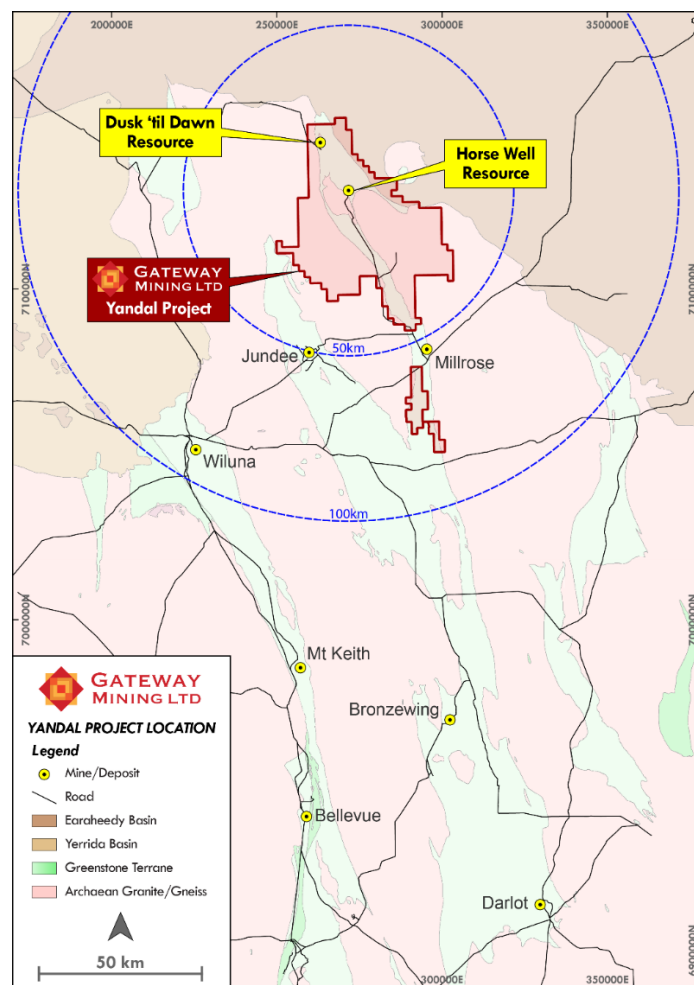 200000E
250000E
300000E
350000E
Dusk ‘til Dawn
Resource
Horse Well
Resource
GATEWAY
MINING LTD
Yandal Project
7100000N
7100000N
50km
Jundee
Millrose
Wiluna
100km
7000000N
7000000N
Mt Keith
Bronzewing
Bellevue
Darlot
GATEWAY
MINING LTD
YANDAL PROJECT LOCATION
Legend
Mine/Deposit
Road
Earaheedy Basin
Yerrida Basin
Greenstone Terrane
Archaean Granite/Gneiss
50 km
300000E
350000E
6900000N